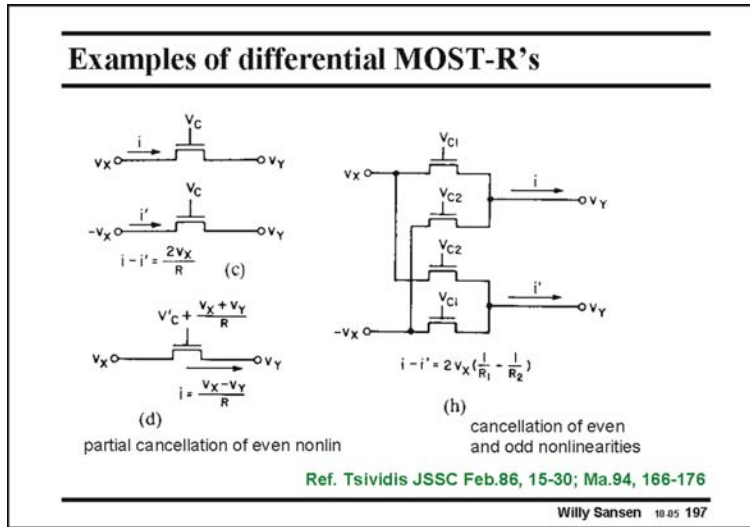 Examples of differential MOST-R's
V_C
i
V_X
V_Y
V_C
i'
-V_X
V_Y
i - i' = 2V_X/R
(c)
V'_C + (V_X + V_Y)/R
V_X
V_Y
i = (V_X - V_Y)/R
(d)
partial cancellation of even nonlin
V_C1
V_X
i
V_Y
V_C2
V_C2
i'
V_Y
V_C1
-V_X
i - i' = 2V_X(1/R_1 - 1/R_2)
(h)
cancellation of even
and odd nonlinearities
Ref. Tsividis JSSC Feb.86, 15-30; Ma.94, 166-176
Willy Sansen 10-05 197